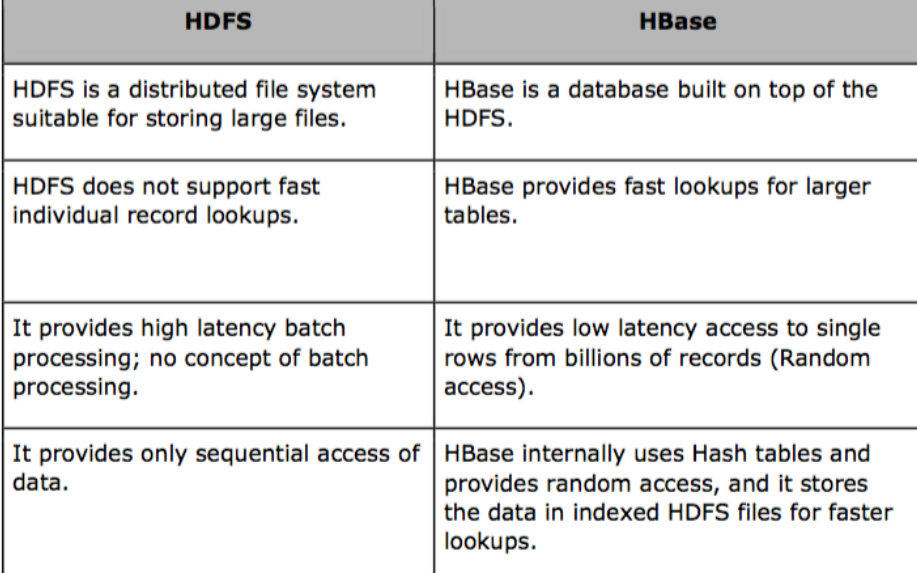 HDFS
HBase
HDFS is a distributed file system
suitable for storing large files.
HBase is a database built on top of the
HDFS.
HDFS does not support fast
individual record lookups.
HBase provides fast lookups for larger
tables.
It provides high latency batch
processing; no concept of batch
processing.
It provides low latency access to single
rows from billions of records (Random
access).
It provides only sequential access of
data.
HBase internally uses Hash tables and
provides random access, and it stores
the data in indexed HDFS files for faster
lookups.